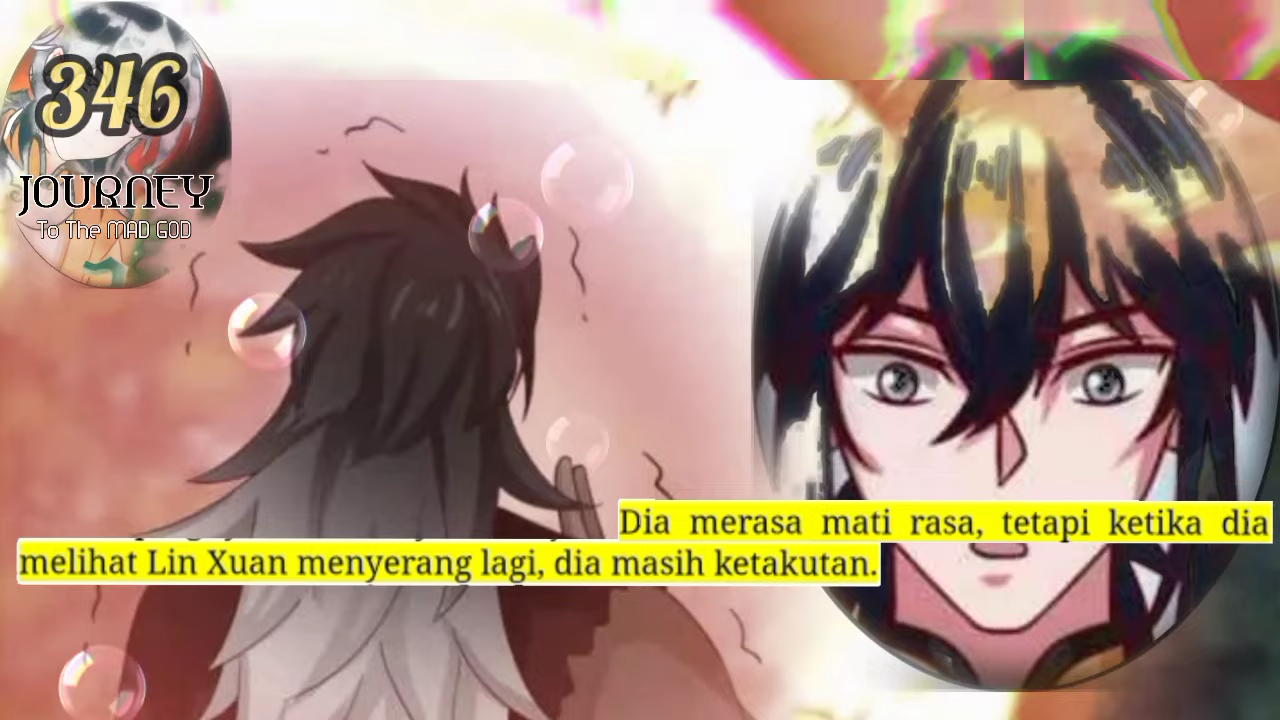 346
JOURNEY
To The MAD GOD
Dia merasa mati rasa, tetapi ketika dia
melihat Lin Xuan menyerang lagi, dia masih ketakutan.